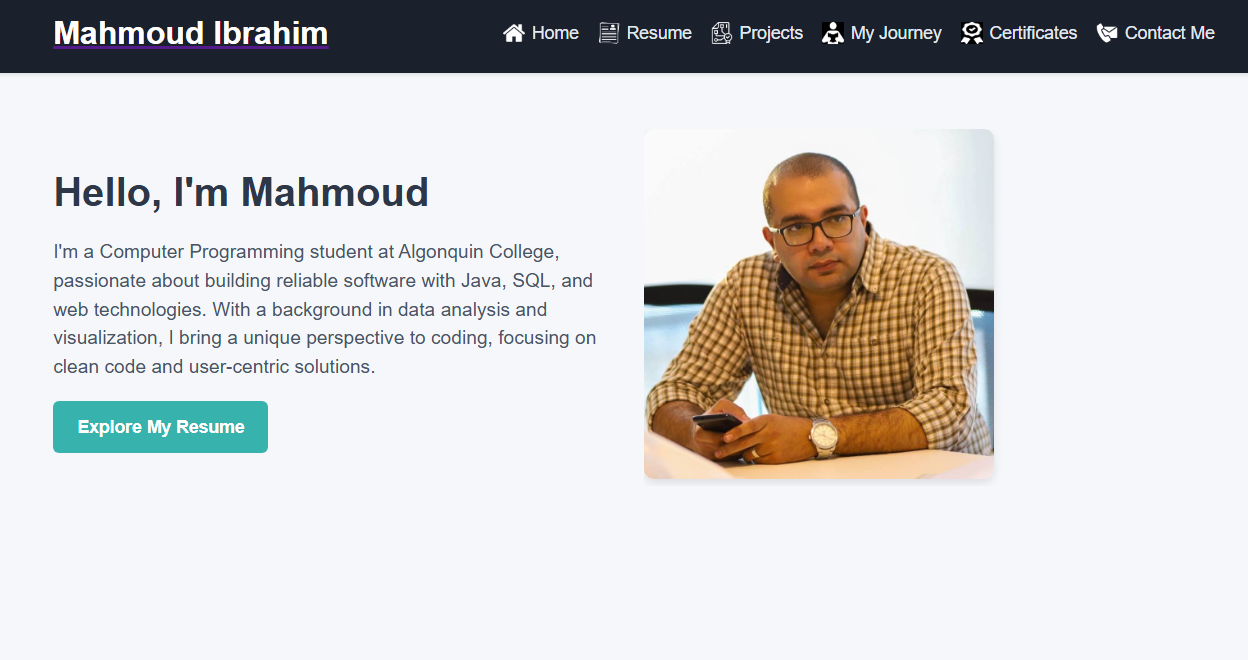 Mahmoud Ibrahim
Home
Resume
Projects
My Journey
Certificates
Contact Me
Hello, I'm Mahmoud
I'm a Computer Programming student at Algonquin College,
passionate about building reliable software with Java, SQL, and
web technologies. With a background in data analysis and
visualization, I bring a unique perspective to coding, focusing on
clean code and user-centric solutions.
Explore My Resume